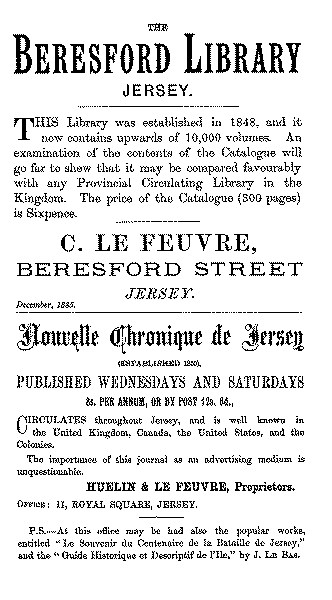 THE
BERESFORD LIBRARY
JERSEY.
THIS Library was established in 1848, and it
now contains upwards of 10,000 volumes. An
examination of the contents of the Catalogue will
go far to shew that it may be compared favourably
with any Provincial Circulating Library in the
Kingdom. The price of the Catalogue (300 pages)
is Sixpence.
C. LE FEUVRE,
BERESFORD STREET
JERSEY.
December, 1885.
Nouvelle Chronique de Jersey
(ESTABLISHED
PUBLISHED WEDNESDAYS AND SATURDAYS
PER ANNUM, OR BY POST
CIRCULATES throughout Jersey, and is well known in
the United Kingdom, Canada, the United States, and the
Colonies.
The importance of this journal as an advertising medium is
unquestionable.
HUELIN & LE FEUVRE, Proprietors.
OFFICE: 11, ROYAL SQUARE, JERSEY.
P.S.—At this office may be had also the popular works,
entitled "Le Souvenir du Centenaire de la Bataille de Jersey,"
and the "Guide Historique et Descriptif de l'Ile," by J. LE BAS.